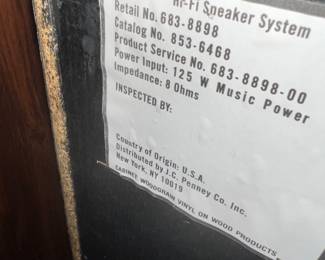 Hi-Fi Speaker System
Retail No. 683-8898
Catalog No. 853-6468
Product Service No. 683-8898-00
Power Input: 125 W Music Power
Impedance: 8 Ohms
INSPECTED BY:
Country of Origin: U.S.A.
Distributed by J.C. Penney Co. Inc.
New York, NY 10019
CABINET WOODGRAIN VINYL ON WOOD PRODUCTS